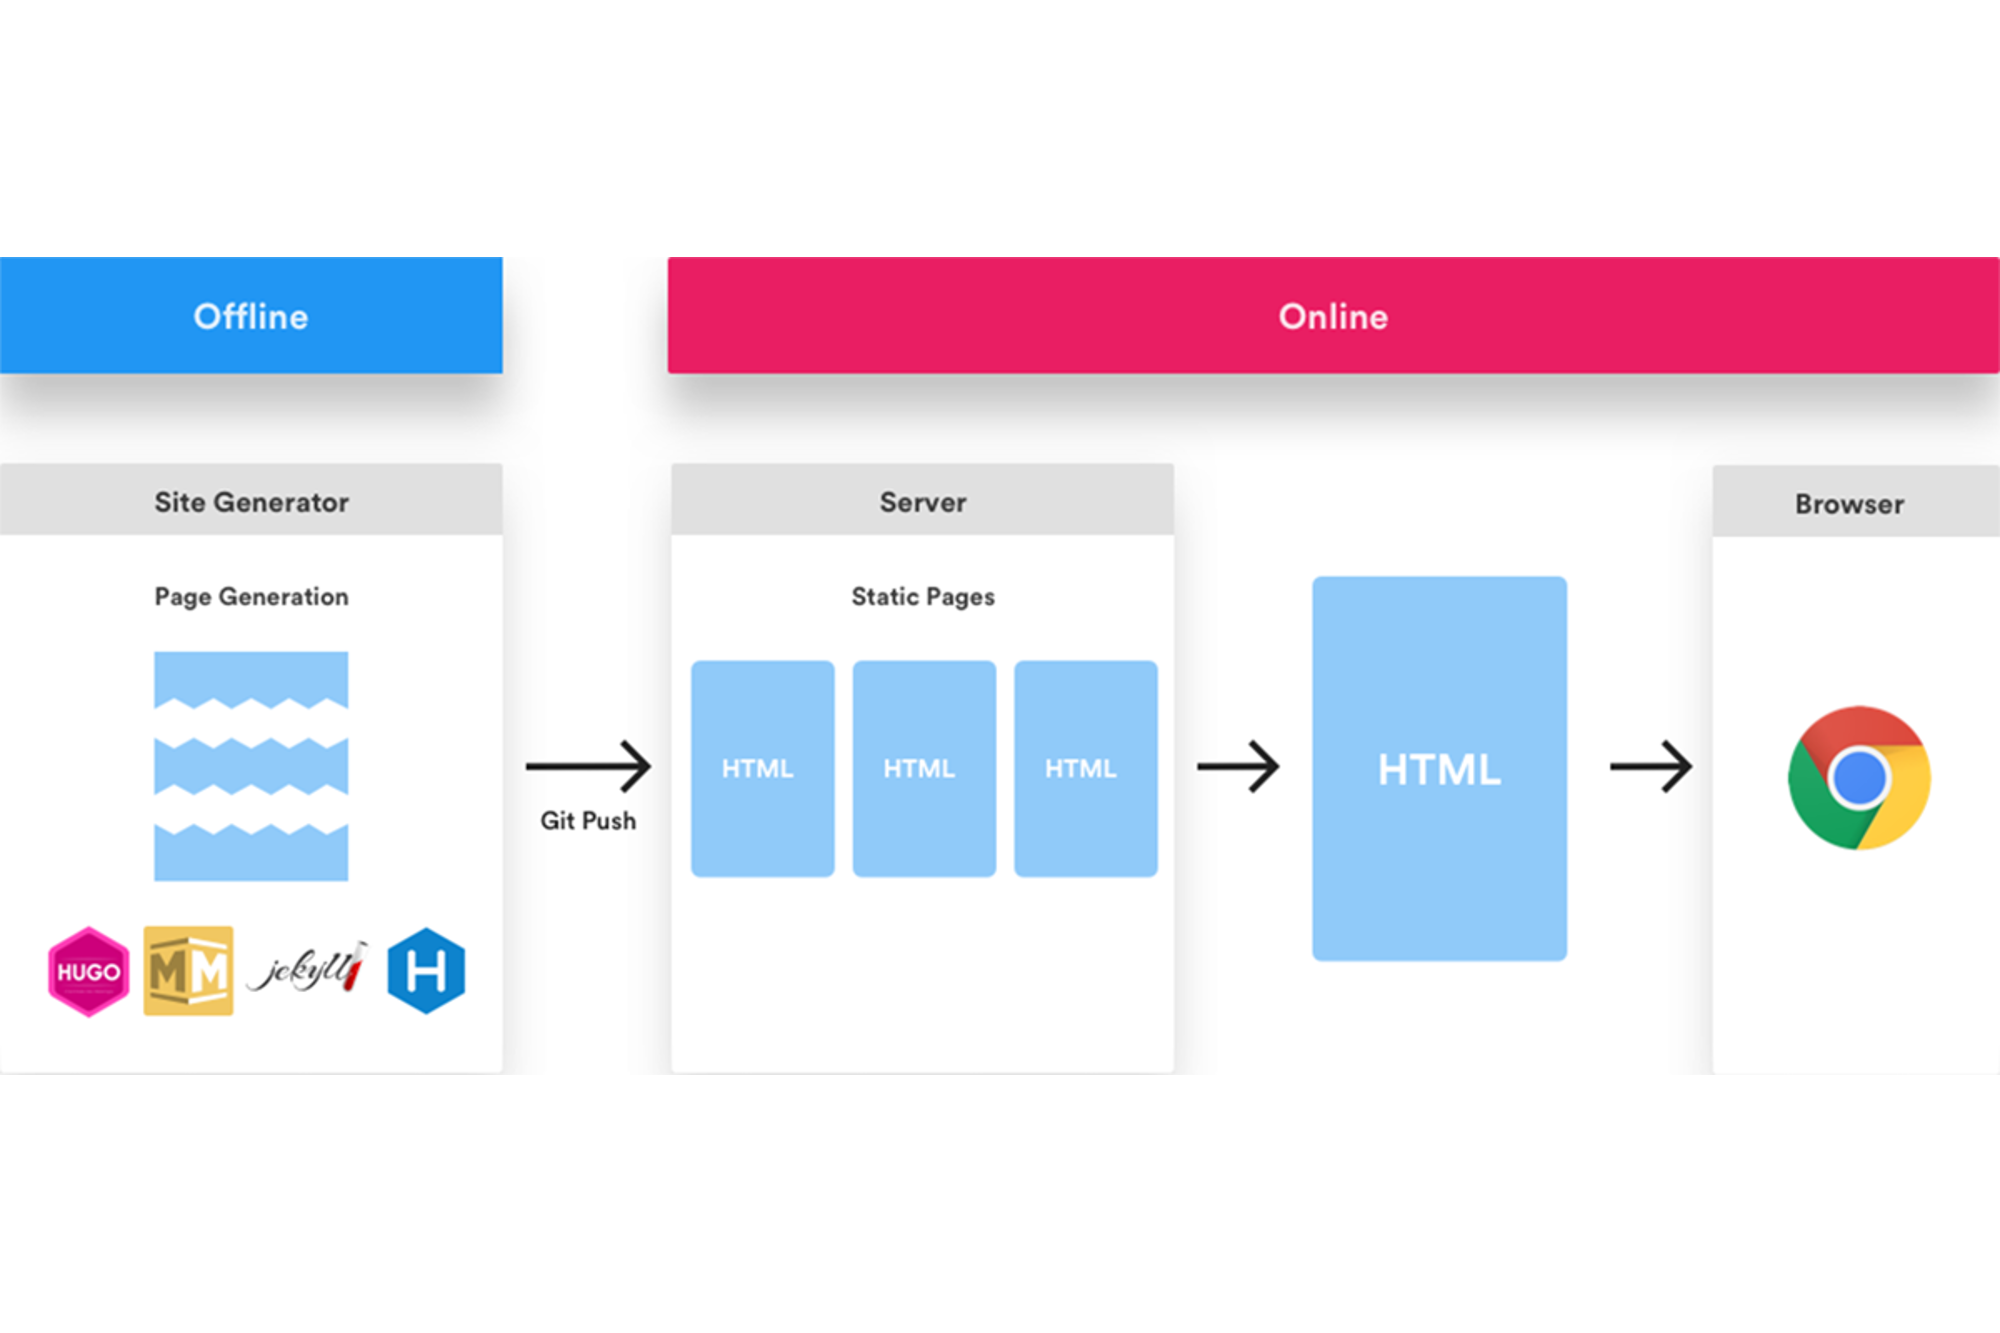 Offline
Online
Site Generator
Page Generation
HUGO
MM
jekyll
H
Git Push
Server
Static Pages
HTML
HTML
HTML
HTML
Browser